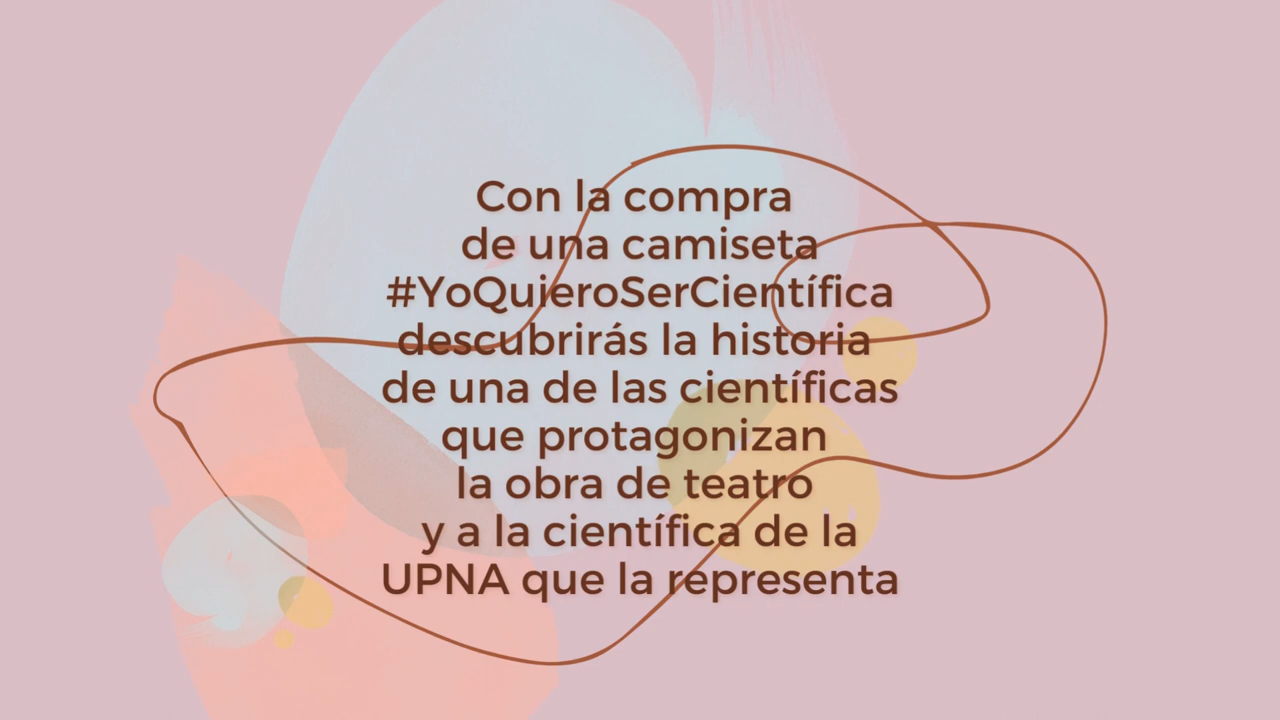 Con la compra
de una camiseta
#YoQuieroSerCientífica
descubrirás la historia
de una de las científicas
que protagonizan
la obra de teatro
y a la científica de la
UPNA que la representa